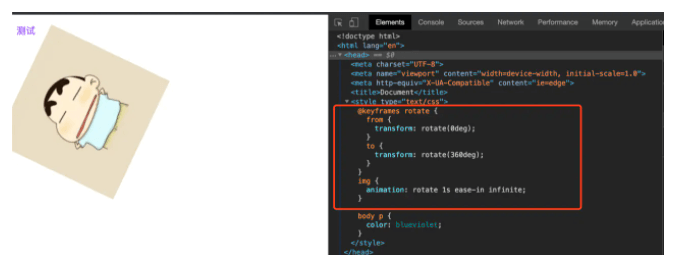 测试
Elements Console Sources Network Performance Memory Application
<!doctype html>
<html lang="en">
…▼<head> == $0
<meta charset="UTF-8">
<meta name="viewport" content="width=device-width, initial-scale=1.0">
<meta http-equiv="X-UA-Compatible" content="ie=edge">
<title>Document</title>
▼<style type="text/css">
@keyframes rotate {
from {
transform: rotate(0deg);
}
to {
transform: rotate(360deg);
}
}
img {
animation: rotate 1s ease-in infinite;
}
body p {
color: blueviolet;
}
</style>
</head>